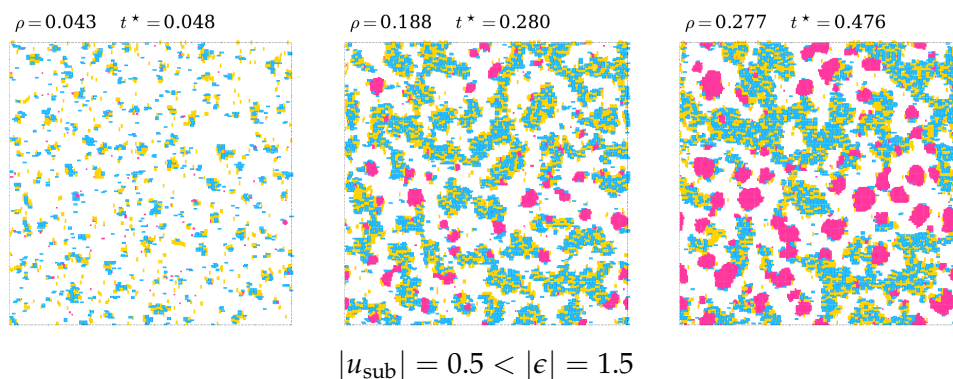 ρ = 0.043 t* = 0.048
ρ = 0.188 t* = 0.280
ρ = 0.277 t* = 0.476
|u_sub| = 0.5 < |ϵ| = 1.5